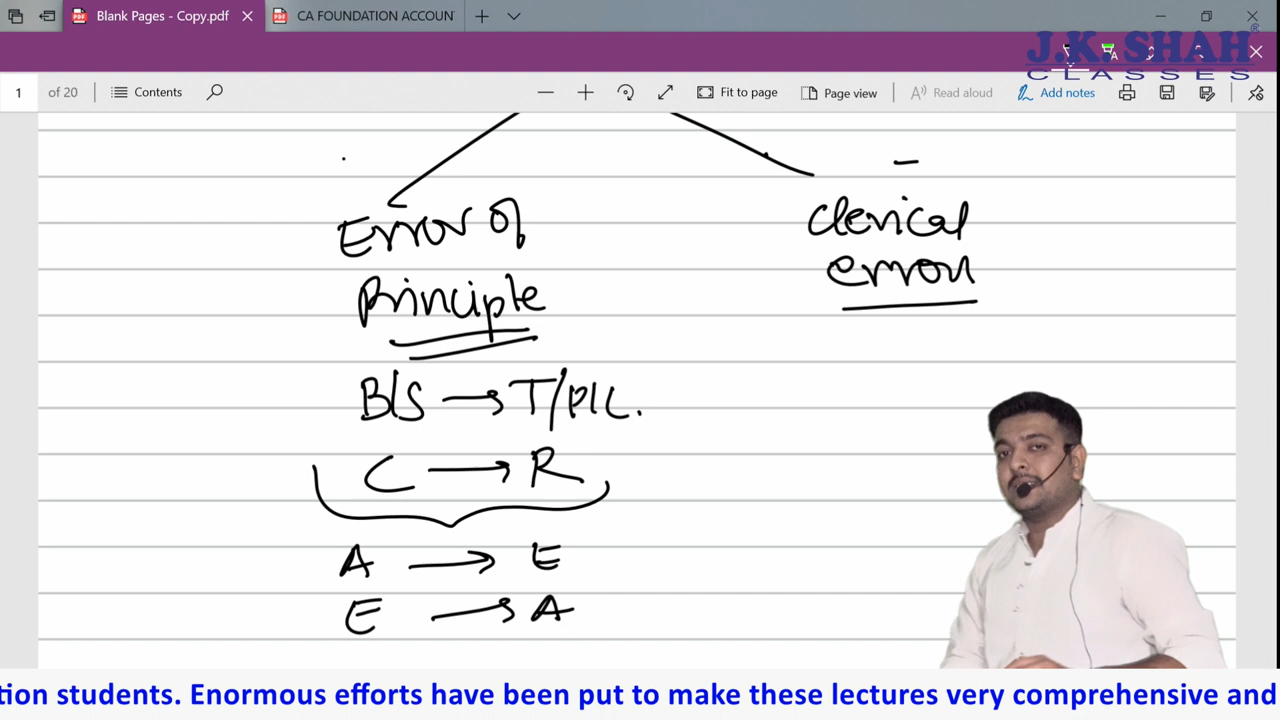 Blank Pages - Copy.pdf
CA FOUNDATION ACCOUN
J.K. SHAH®
CLASSES
1 of 20
Contents
Fit to page
Page view
Read aloud
Add notes
Error of
Principle
Clerical
error
B/S → T/P/L.
C → R
A → E
E → A
tion students. Enormous efforts have been put to make these lectures very comprehensive and